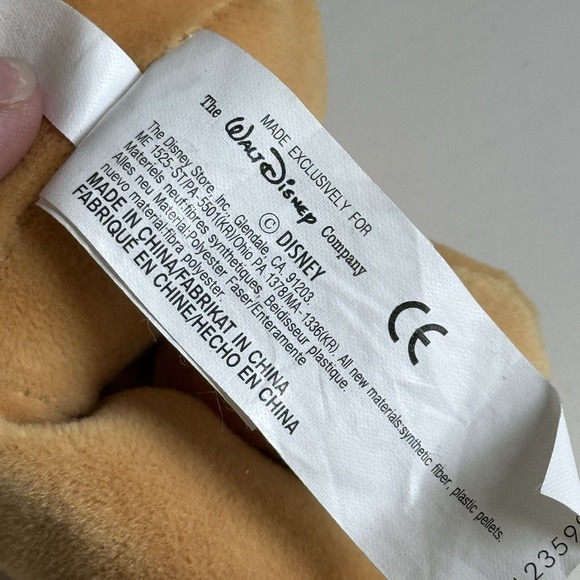 MADE EXCLUSIVELY FOR
The WALT DISNEY Company
© DISNEY
The Disney Store, Inc., Glendale, CA, 91203.
ME 1525-ST/PA-5501(KR)/Ohio PA 1378/MA-1336(KR). All new materials:synthetic fiber, plastic pellets.
Materiels neuf:fibres synthetiques, Beidisseur plastique.
Alles neu Material:Polyester Faser/Enteramente
nuevo material:fibr polyester.
MADE IN CHINA/FABRIKAT IN CHINA
FABRIQUÉ EN CHINE/HECHO EN CHINA
CE
2359